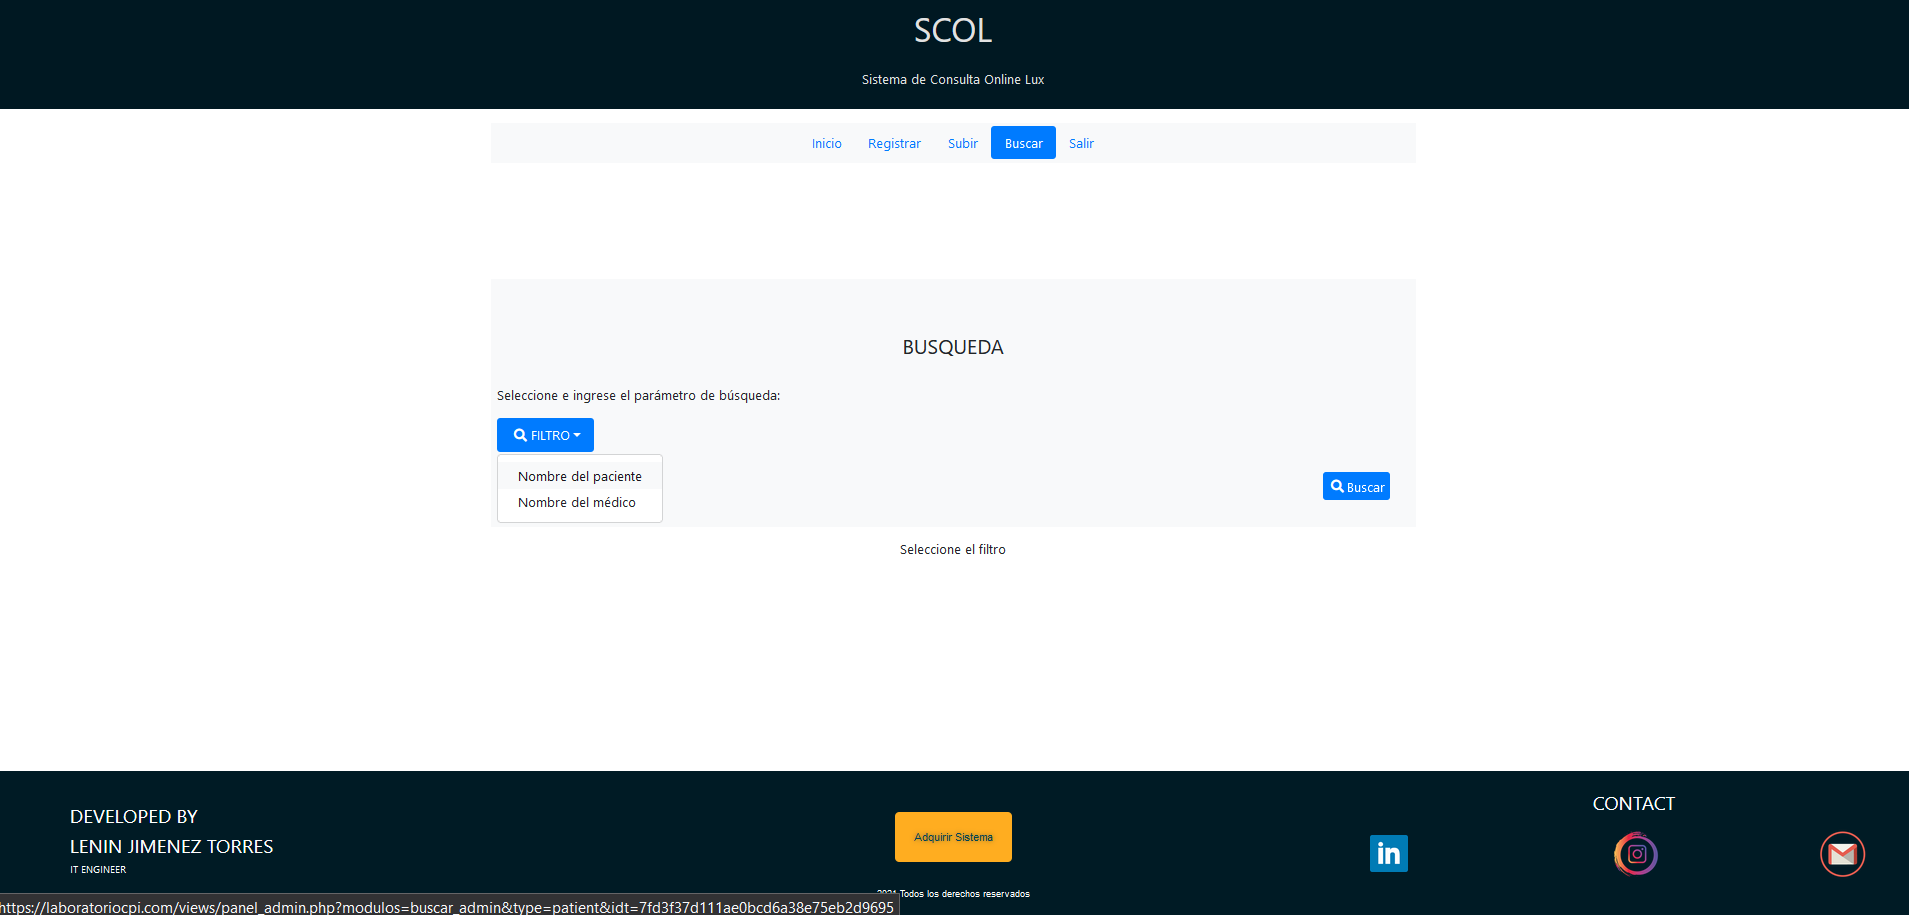 SCOL
Sistema de Consulta Online Lux
Inicio Registrar Subir Buscar Salir
BUSQUEDA
Seleccione e ingrese el parámetro de búsqueda:
FILTRO
Nombre del paciente
Nombre del médico
Buscar
Seleccione el filtro
DEVELOPED BY
LENIN JIMENEZ TORRES
IT ENGINEER
Adquirir Sistema
2021 Todos los derechos reservados
CONTACT
in
https://laboratoriocpi.com/views/panel_admin.php?modulos=buscar_admin&type=patient&idt=7fd3f37d111ae0bcd6a38e75eb2d9695